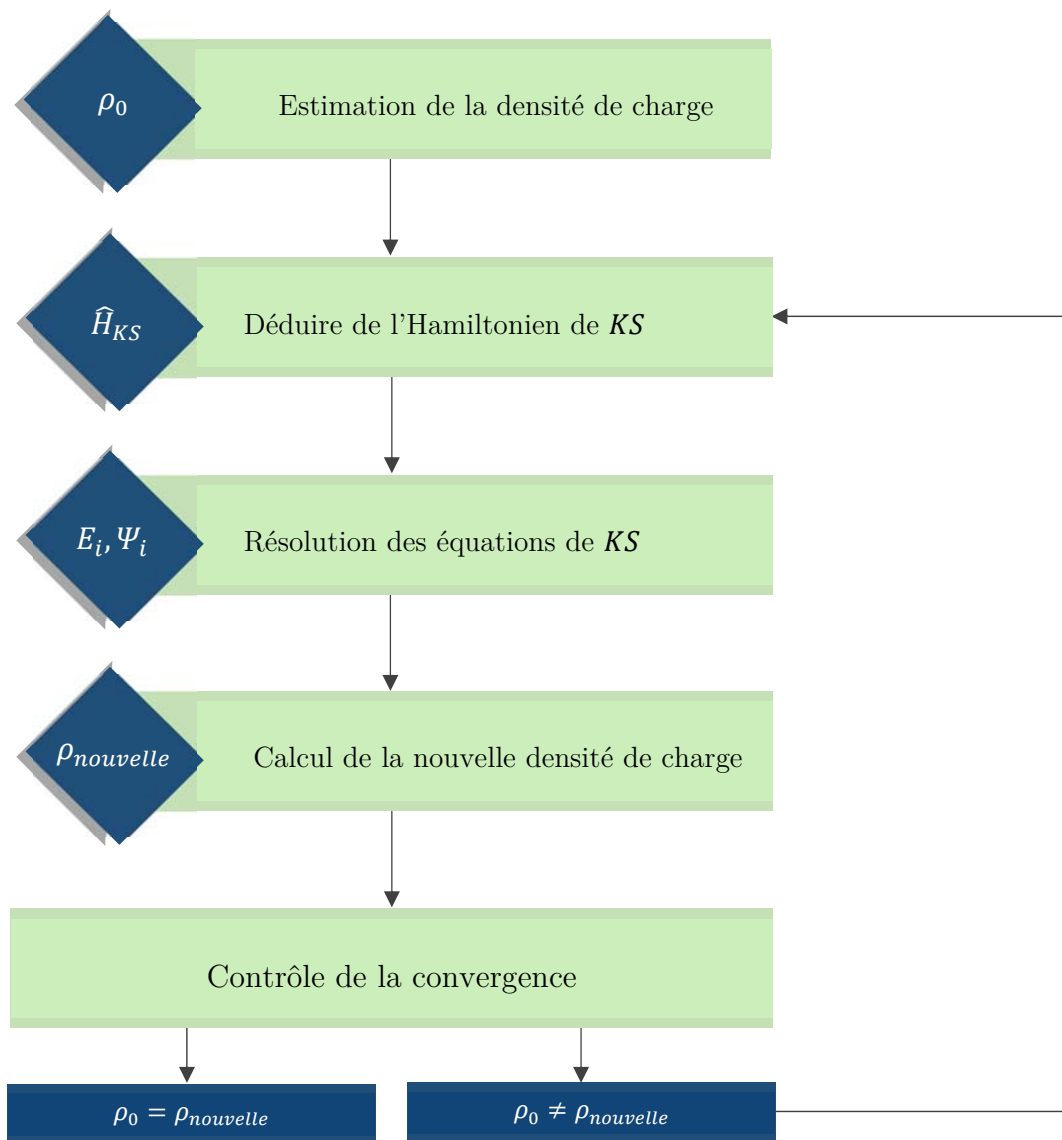 ρ₀
Estimation de la densité de charge
Ĥ_KS
Déduire de l'Hamiltonien de KS
E_i, Ψ_i
Résolution des équations de KS
ρ_nouvelle
Calcul de la nouvelle densité de charge
Contrôle de la convergence
ρ₀ = ρ_nouvelle
ρ₀ ≠ ρ_nouvelle